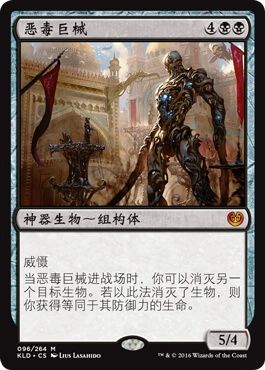 恶毒巨械 4
神器生物～组构体
威慑
当恶毒巨械进战场时，你可以消灭另一
个目标生物。若以此法消灭了生物，则
你获得等同于其防御力的生命。
5/4
096/264 M
KLD • CS LIUS LASAHIDO
™ & © 2016 Wizards of the Coast